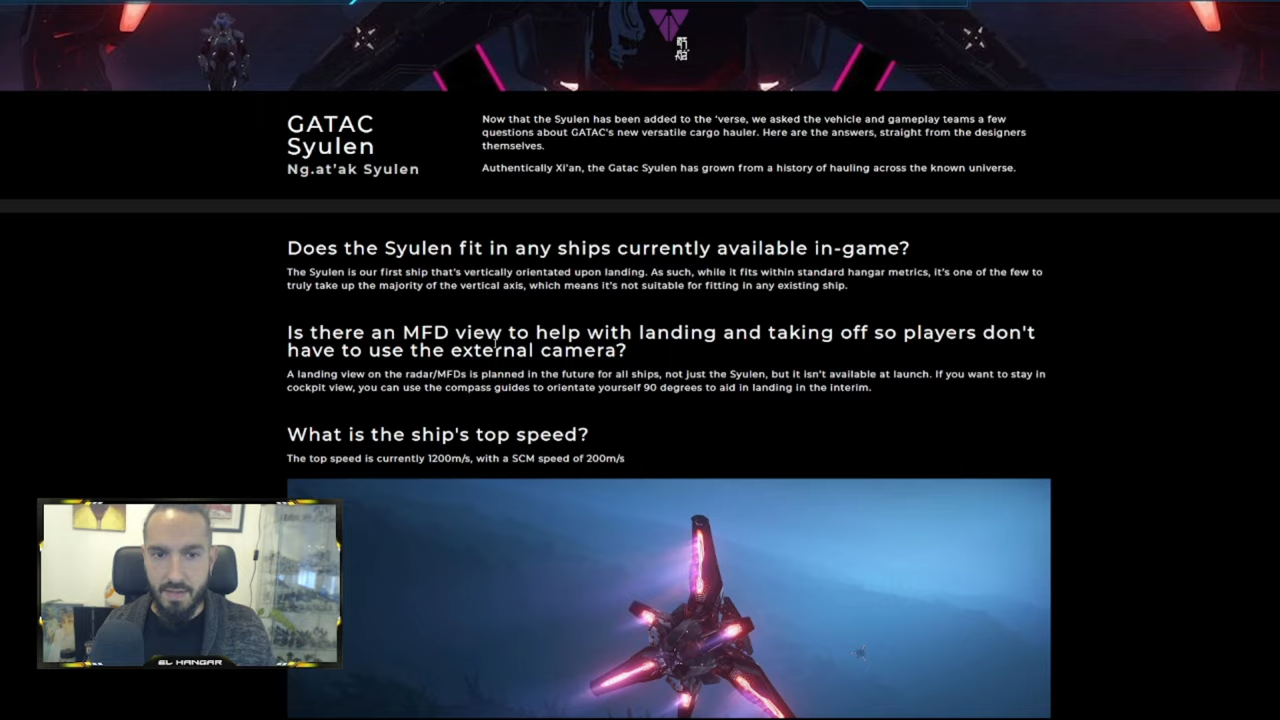 GATAC
Syulen
Ng.at'ak Syulen
Now that the Syulen has been added to the 'verse, we asked the vehicle and gameplay teams a few
questions about GATAC's new versatile cargo hauler. Here are the answers, straight from the designers
themselves.
Authentically Xi'an, the Gatac Syulen has grown from a history of hauling across the known universe.
Does the Syulen fit in any ships currently available in-game?
The Syulen is our first ship that's vertically orientated upon landing. As such, while it fits within standard hangar metrics, it's one of the few to
truly take up the majority of the vertical axis, which means it's not suitable for fitting in any existing ship.
Is there an MFD view to help with landing and taking off so players don't
have to use the external camera?
A landing view on the radar/MFDs is planned in the future for all ships, not just the Syulen, but it isn't available at launch. If you want to stay in
cockpit view, you can use the compass guides to orientate yourself 90 degrees to aid in landing in the interim.
What is the ship's top speed?
The top speed is currently 1200m/s, with a SCM speed of 200m/s
EL HANGAR